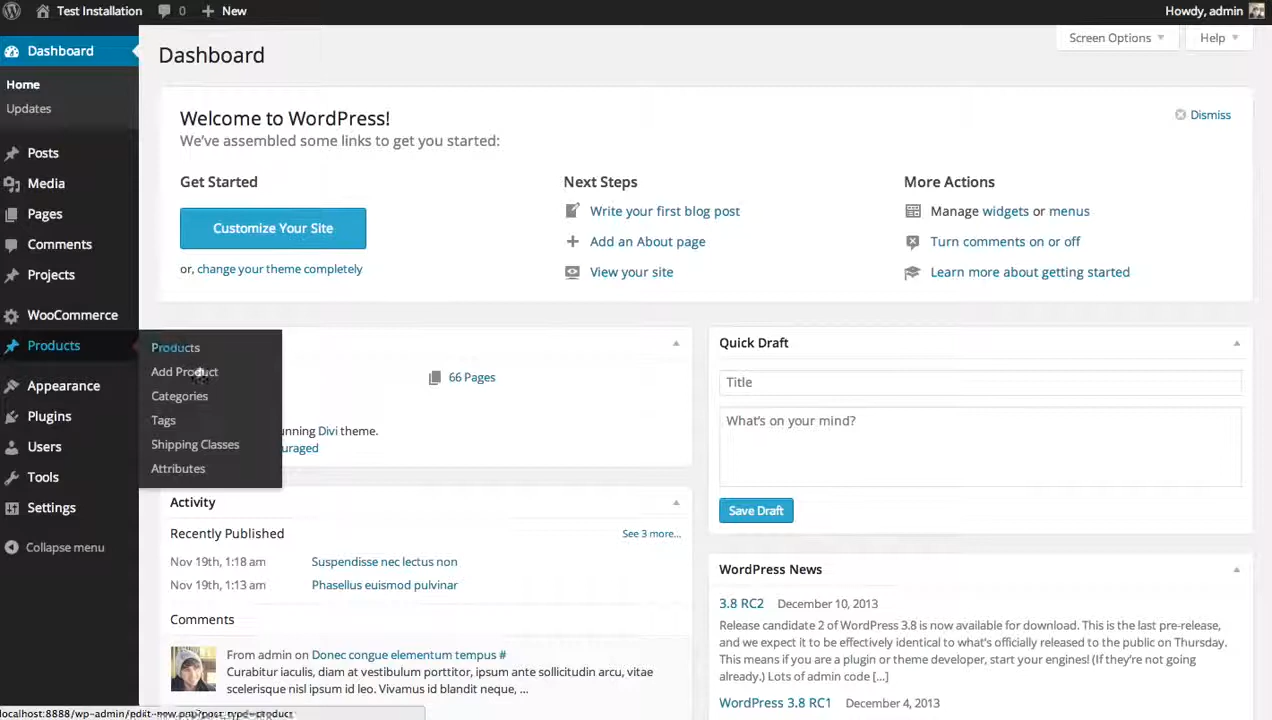 Test Installation 0 New Howdy, admin
Dashboard
Home
Updates
Posts
Media
Pages
Comments
Projects
WooCommerce
Products
Appearance
Plugins
Users
Tools
Settings
Collapse menu
Products
Add Product
Categories
Tags
Shipping Classes
Attributes
Screen Options Help
Dashboard
Welcome to WordPress!
We've assembled some links to get you started:
Dismiss
Get Started
Customize Your Site
or, change your theme completely
Next Steps
Write your first blog post
Add an About page
View your site
More Actions
Manage widgets or menus
Turn comments on or off
Learn more about getting started
66 Pages
Divi theme.
Activity
Recently Published See 3 more...
Nov 19th, 1:18 am Suspendisse nec lectus non
Nov 19th, 1:13 am Phasellus euismod pulvinar
Comments
From admin on Donec congue elementum tempus #
Curabitur iaculis, diam at vestibulum porttitor, ipsum ante sollicitudin arcu, vitae
scelerisque nisl ipsum id leo. Vivamus id blandit neque, ...
Quick Draft
Title
What's on your mind?
Save Draft
WordPress News
3.8 RC2 December 10, 2013
Release candidate 2 of WordPress 3.8 is now available for download. This is the last pre-release,
and we expect it to be effectively identical to what's officially released to the public on Thursday.
This means if you are a plugin or theme developer, start your engines! (If they're not going
already.) Lots of admin code [...]
WordPress 3.8 RC1 December 4, 2013